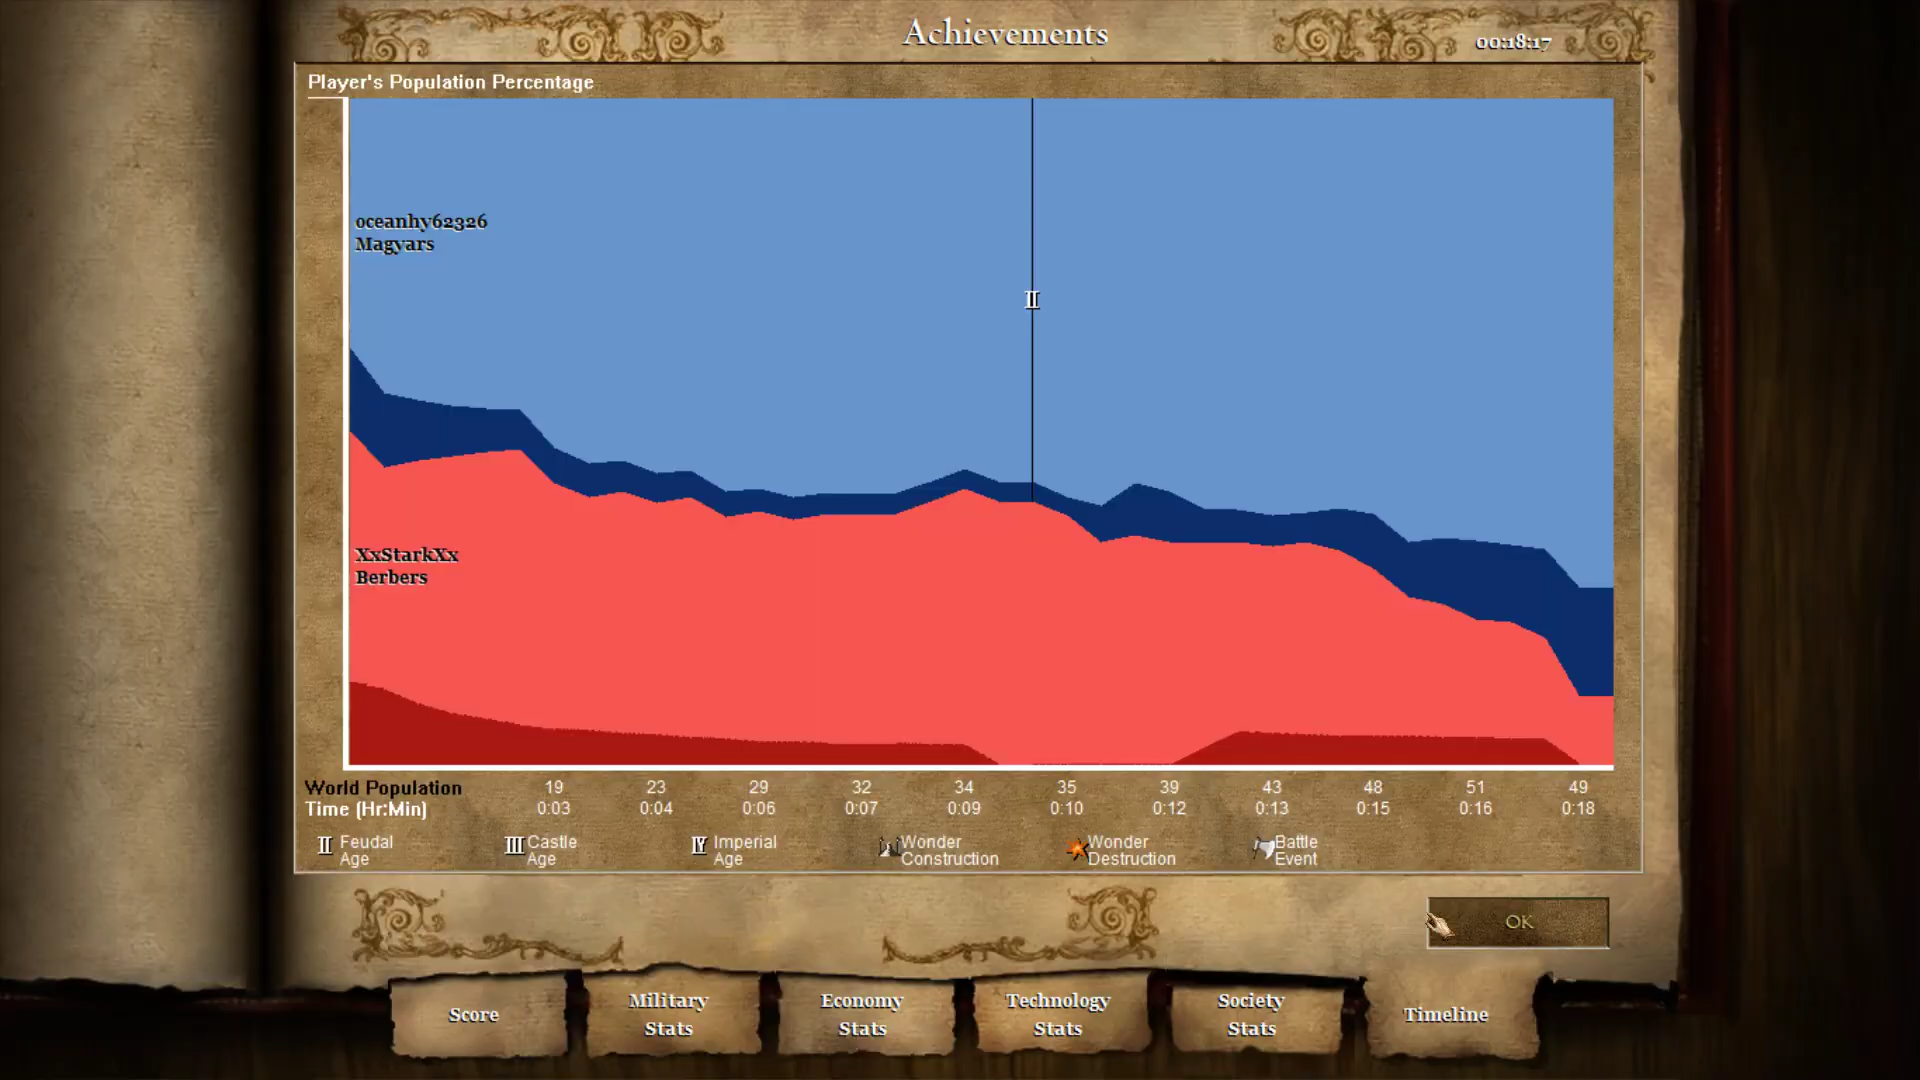 Achievements
00:18:17
Player's Population Percentage
oceanhy62326
Magyars
II
XxStarkXx
Berbers
World Population 19 23 29 32 34 35 39 43 48 51 49
Time (Hr:Min) 0:03 0:04 0:06 0:07 0:09 0:10 0:12 0:13 0:15 0:16 0:18
II Feudal Age
III Castle Age
IV Imperial Age
Wonder Construction
Wonder Destruction
Battle Event
OK
Score
Military Stats
Economy Stats
Technology Stats
Society Stats
Timeline